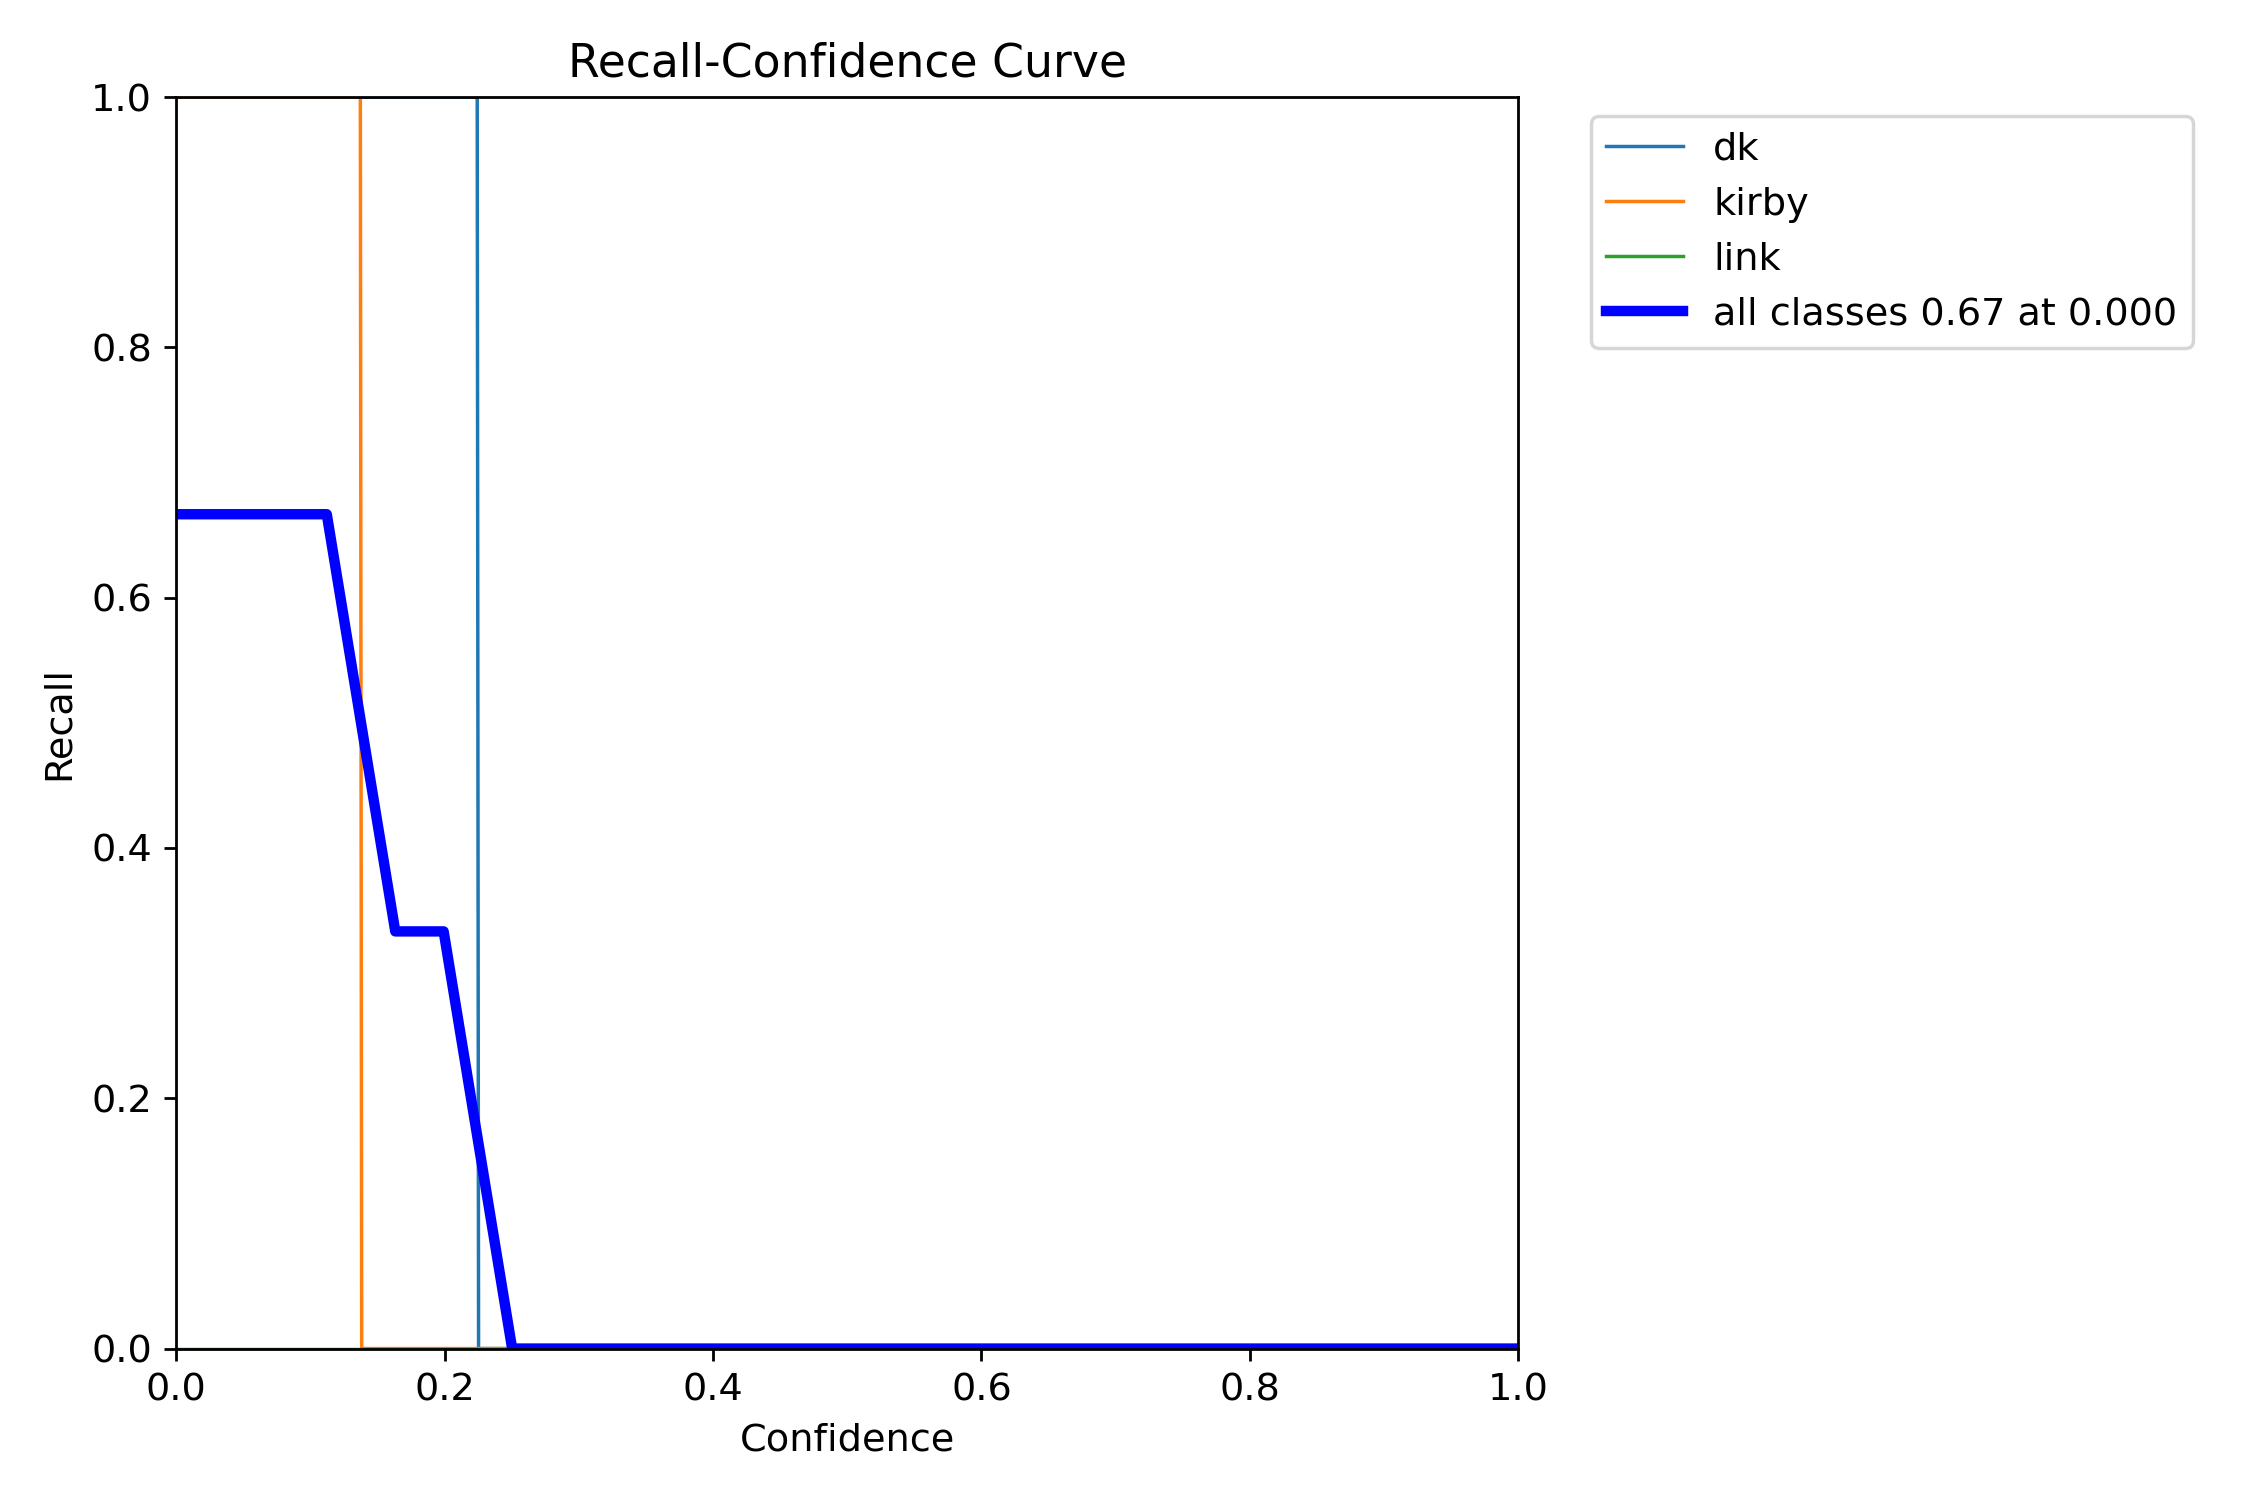 Recall-Confidence Curve
1.0
0.8
0.6
0.4
0.2
0.0
Recall
0.0 0.2 0.4 0.6 0.8 1.0
Confidence
dk
kirby
link
all classes 0.67 at 0.000